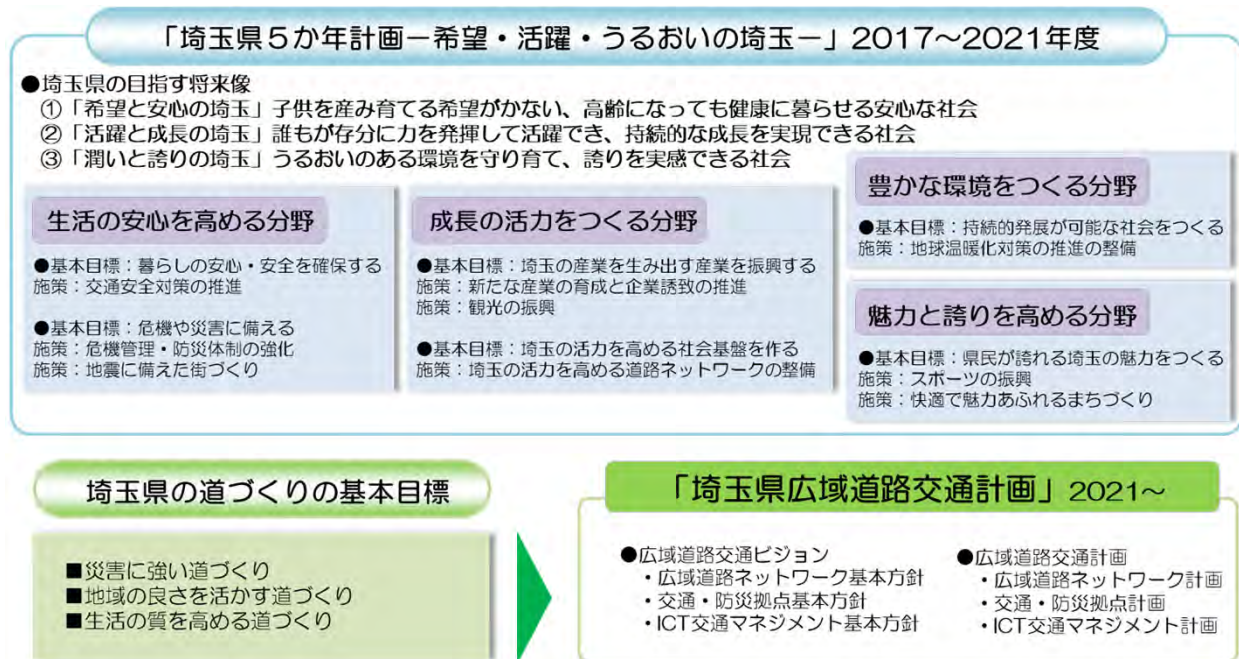 「埼玉県5か年計画−希望・活躍・うるおいの埼玉−」2017〜2021年度
●埼玉県の目指す将来像
①「希望と安心の埼玉」子供を産み育てる希望がかない、高齢になっても健康に暮らせる安心な社会
②「活躍と成長の埼玉」誰もが存分に力を発揮して活躍でき、持続的な成長を実現できる社会
③「潤いと誇りの埼玉」うるおいのある環境を守り育て、誇りを実感できる社会
生活の安心を高める分野
●基本目標：暮らしの安心・安全を確保する
施策：交通安全対策の推進
●基本目標：危機や災害に備える
施策：危機管理・防災体制の強化
施策：地震に備えた街づくり
成長の活力をつくる分野
●基本目標：埼玉の産業を生み出す産業を振興する
施策：新たな産業の育成と企業誘致の推進
施策：観光の振興
●基本目標：埼玉の活力を高める社会基盤を作る
施策：埼玉の活力を高める道路ネットワークの整備
豊かな環境をつくる分野
●基本目標：持続的発展が可能な社会をつくる
施策：地球温暖化対策の推進の整備
魅力と誇りを高める分野
●基本目標：県民が誇れる埼玉の魅力をつくる
施策：スポーツの振興
施策：快適で魅力あふれるまちづくり
埼玉県の道づくりの基本目標
■災害に強い道づくり
■地域の良さを活かす道づくり
■生活の質を高める道づくり
「埼玉県広域道路交通計画」2021〜
●広域道路交通ビジョン
・広域道路ネットワーク基本方針
・交通・防災拠点基本方針
・ICT交通マネジメント基本方針
●広域道路交通計画
・広域道路ネットワーク計画
・交通・防災拠点計画
・ICT交通マネジメント計画